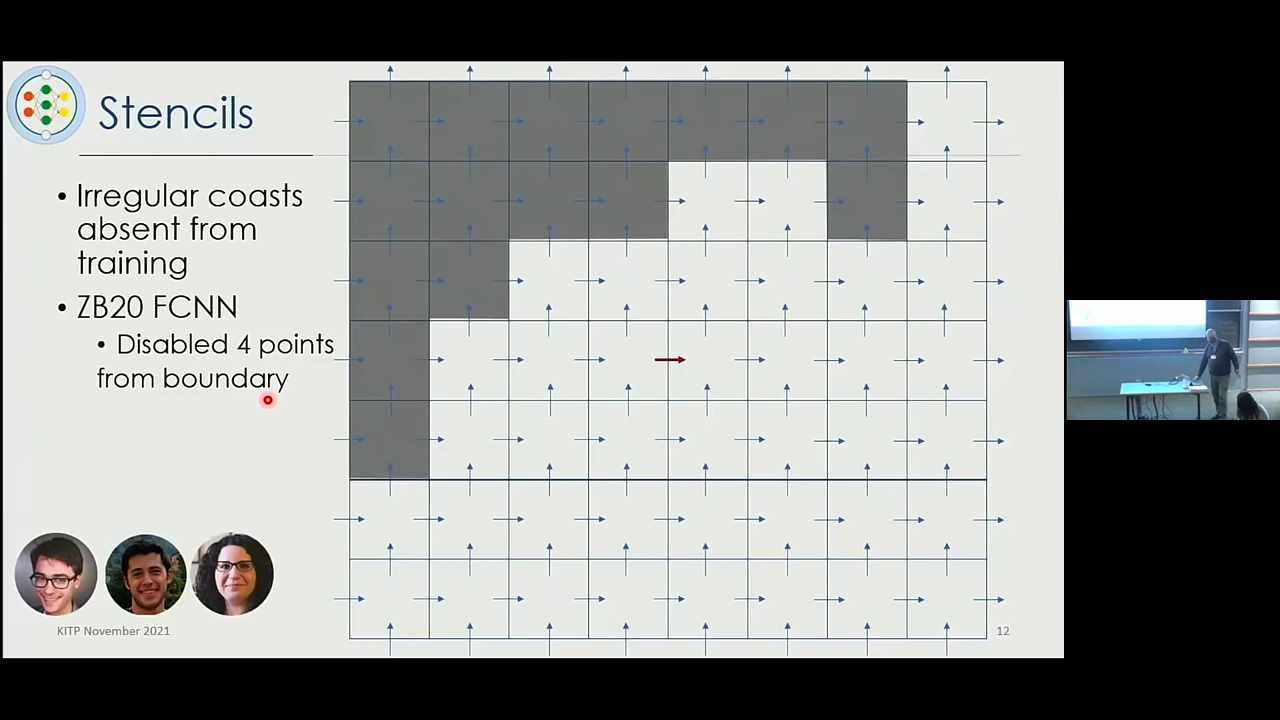 Stencils
• Irregular coasts
absent from
training
• ZB20 FCNN
• Disabled 4 points
from boundary
KITP November 2021
12